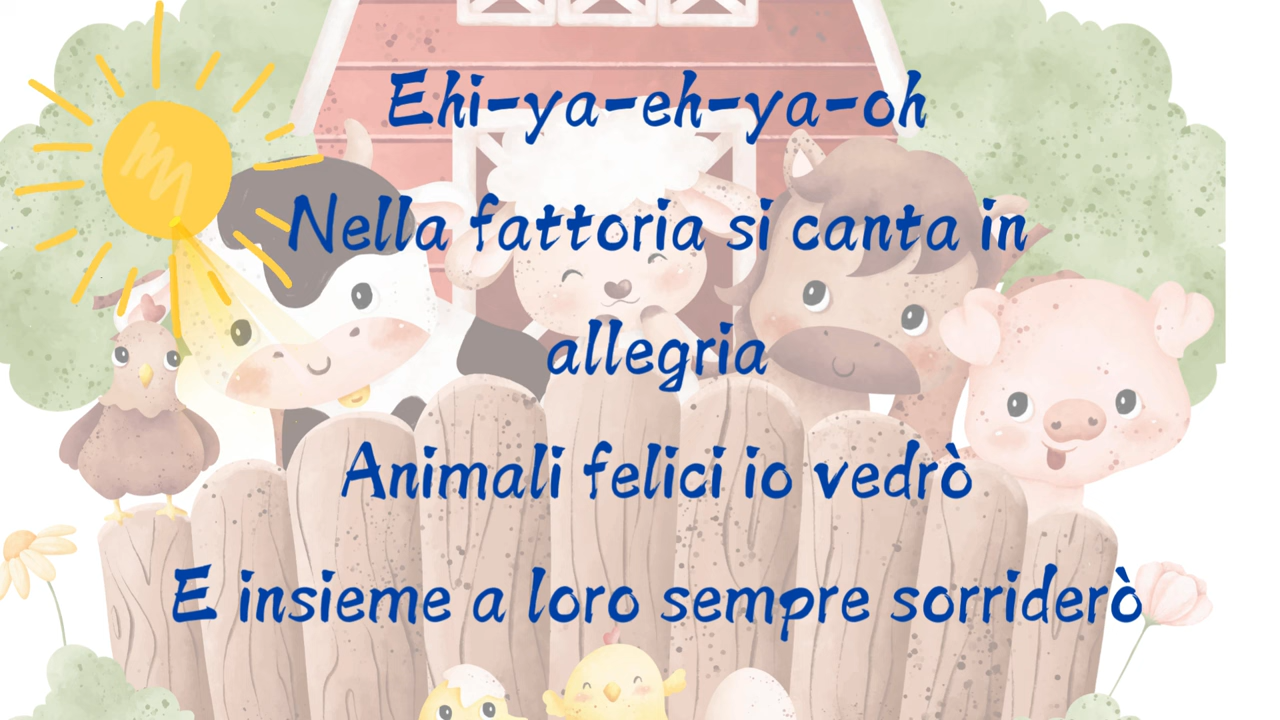 Ehi-ya-eh-ya-oh
Nella fattoria si canta in
allegria
Animali felici io vedrò
E insieme a loro sempre sorriderò